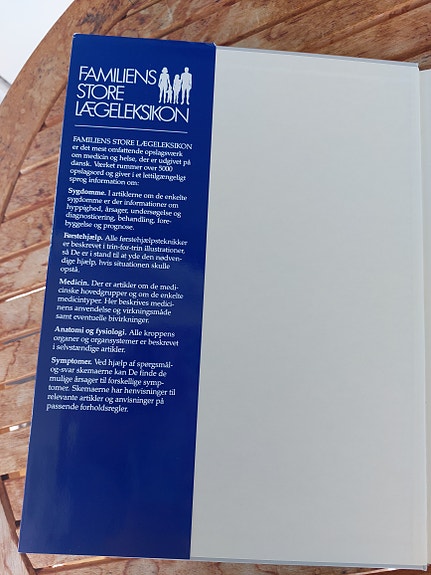 FAMILIENS
STORE
LÆGELEKSIKON
FAMILIENS STORE LÆGELEKSIKON
er det mest omfattende opslagsværk
om medicin og helse, der er udgivet på
dansk. Værket rummer over 5000
opslagsord og giver i et lettilgængeligt
sprog information om:
Sygdomme. I artiklerne om de enkelte
sygdomme er der informationer om
hyppighed, årsager, undersøgelse og
diagnosticering, behandling, fore-
byggelse og prognose.
Førstehjælp. Alle førstehjælpsteknikker
er beskrevet i trin-for-trin illustrationer,
så De er i stand til at yde den nødven-
dige hjælp, hvis situationen skulle
opstå.
Medicin. Der er artikler om de medi-
cinske hovedgrupper og om de enkelte
medicintyper. Her beskrives medici-
nens anvendelse og virkningsmåde
samt eventuelle bivirkninger.
Anatomi og fysiologi. Alle kroppens
organer og organsystemer er beskrevet
i selvstændige artikler.
Symptomer. Ved hjælp af spørgsmål-
og-svar skemaerne kan De finde de
mulige årsager til forskellige symp-
tomer. Skemaerne har henvisninger til
relevante artikler og anvisninger på
passende forholdsregler.